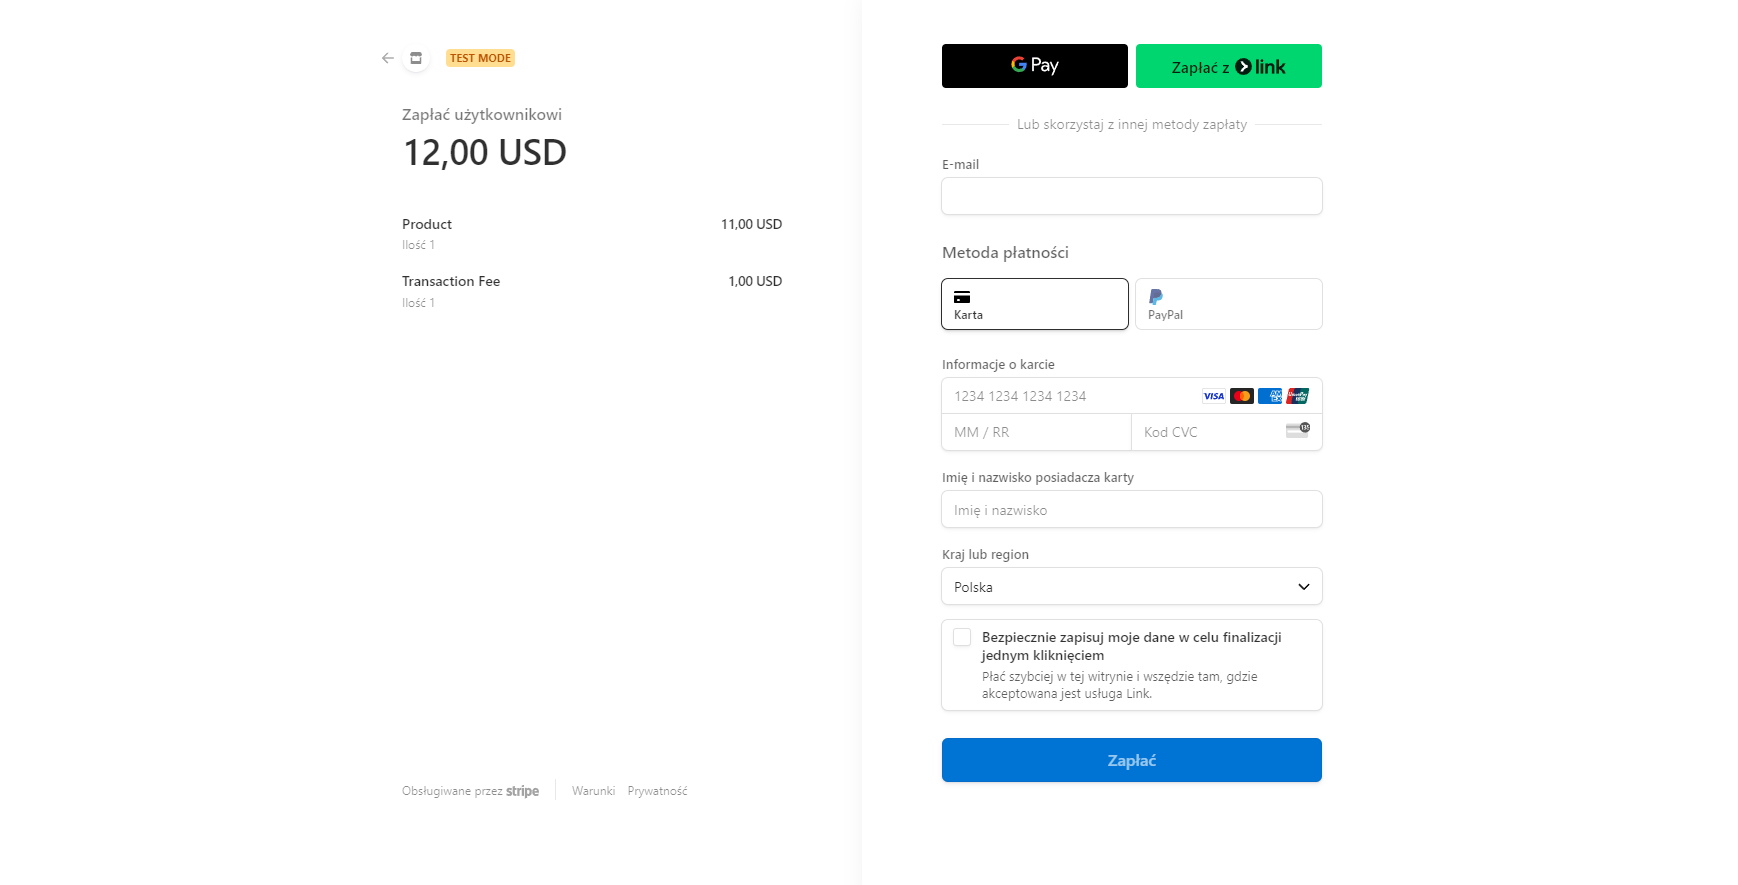 TEST MODE
Zapłać użytkownikowi
12,00 USD
Product 11,00 USD
Ilość 1
Transaction Fee 1,00 USD
Ilość 1
Obsługiwane przez stripe Warunki Prywatność
G Pay Zapłać z link
Lub skorzystaj z innej metody zapłaty
E-mail
Metoda płatności
Karta PayPal
Informacje o karcie
1234 1234 1234 1234 VISA AMEX UnionPay
MM / RR Kod CVC 135
Imię i nazwisko posiadacza karty
Imię i nazwisko
Kraj lub region
Polska
Bezpiecznie zapisuj moje dane w celu finalizacji
jednym kliknięciem
Płać szybciej w tej witrynie i wszędzie tam, gdzie
akceptowana jest usługa Link.
Zapłać